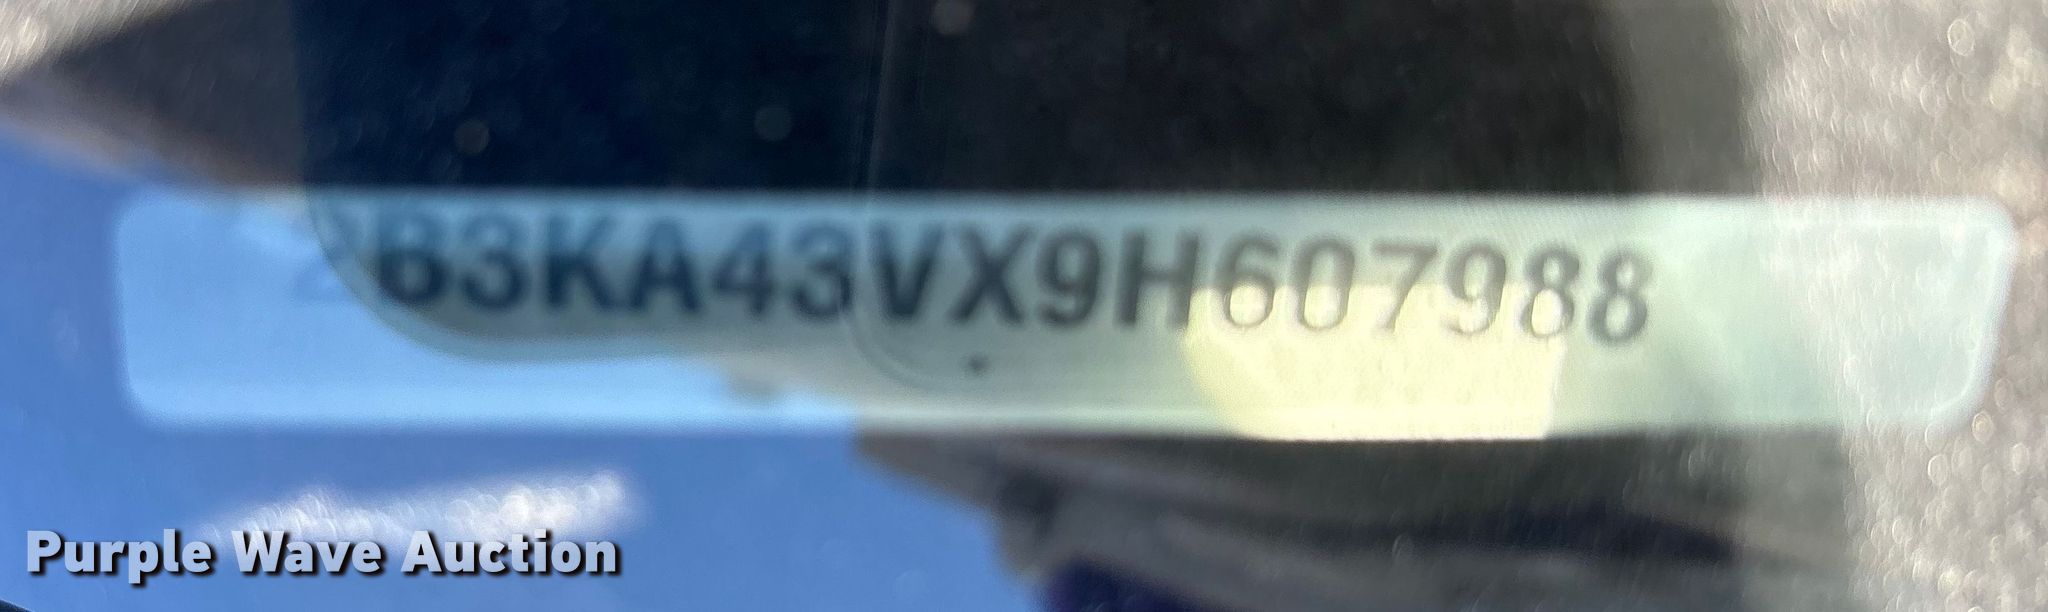 2B3KA43VX9H607988
Purple Wave Auction